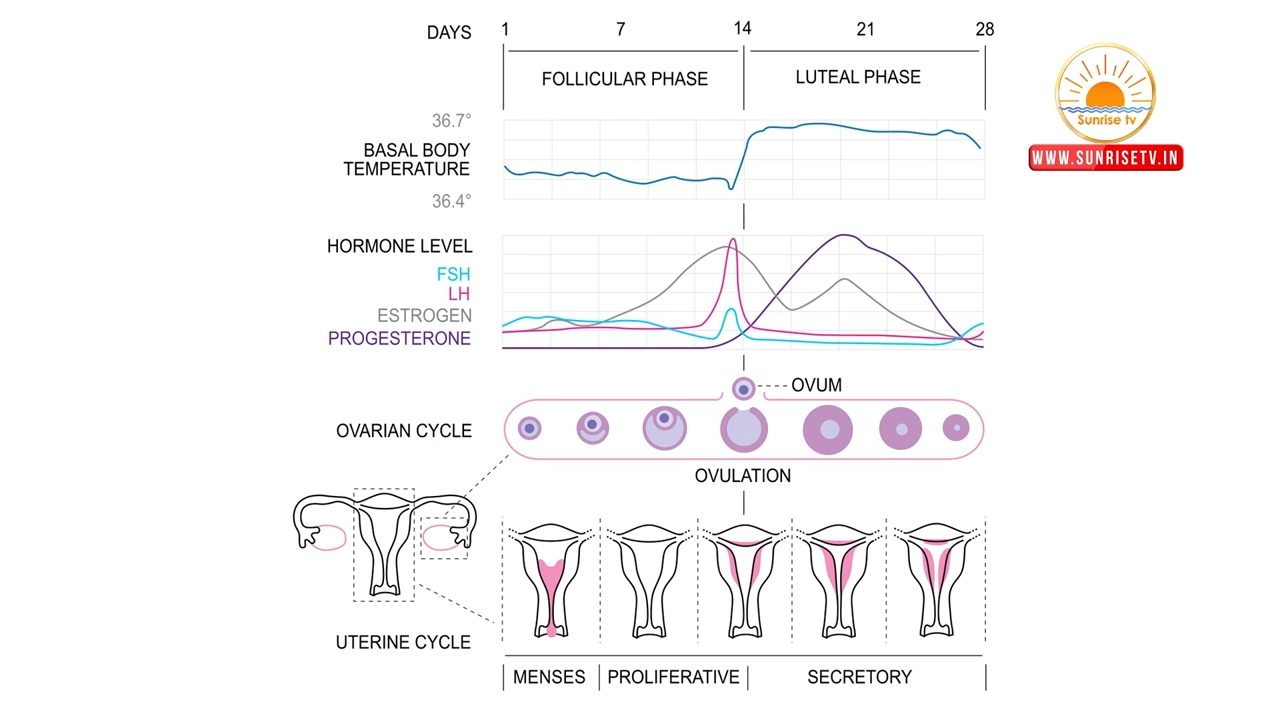 DAYS 1 7 14 21 28
FOLLICULAR PHASE LUTEAL PHASE
Sunrise tv
WWW.SUNRISETV.IN
36.7°
BASAL BODY
TEMPERATURE
36.4°
HORMONE LEVEL
FSH
LH
ESTROGEN
PROGESTERONE
OVUM
OVARIAN CYCLE
OVULATION
UTERINE CYCLE
MENSES PROLIFERATIVE SECRETORY